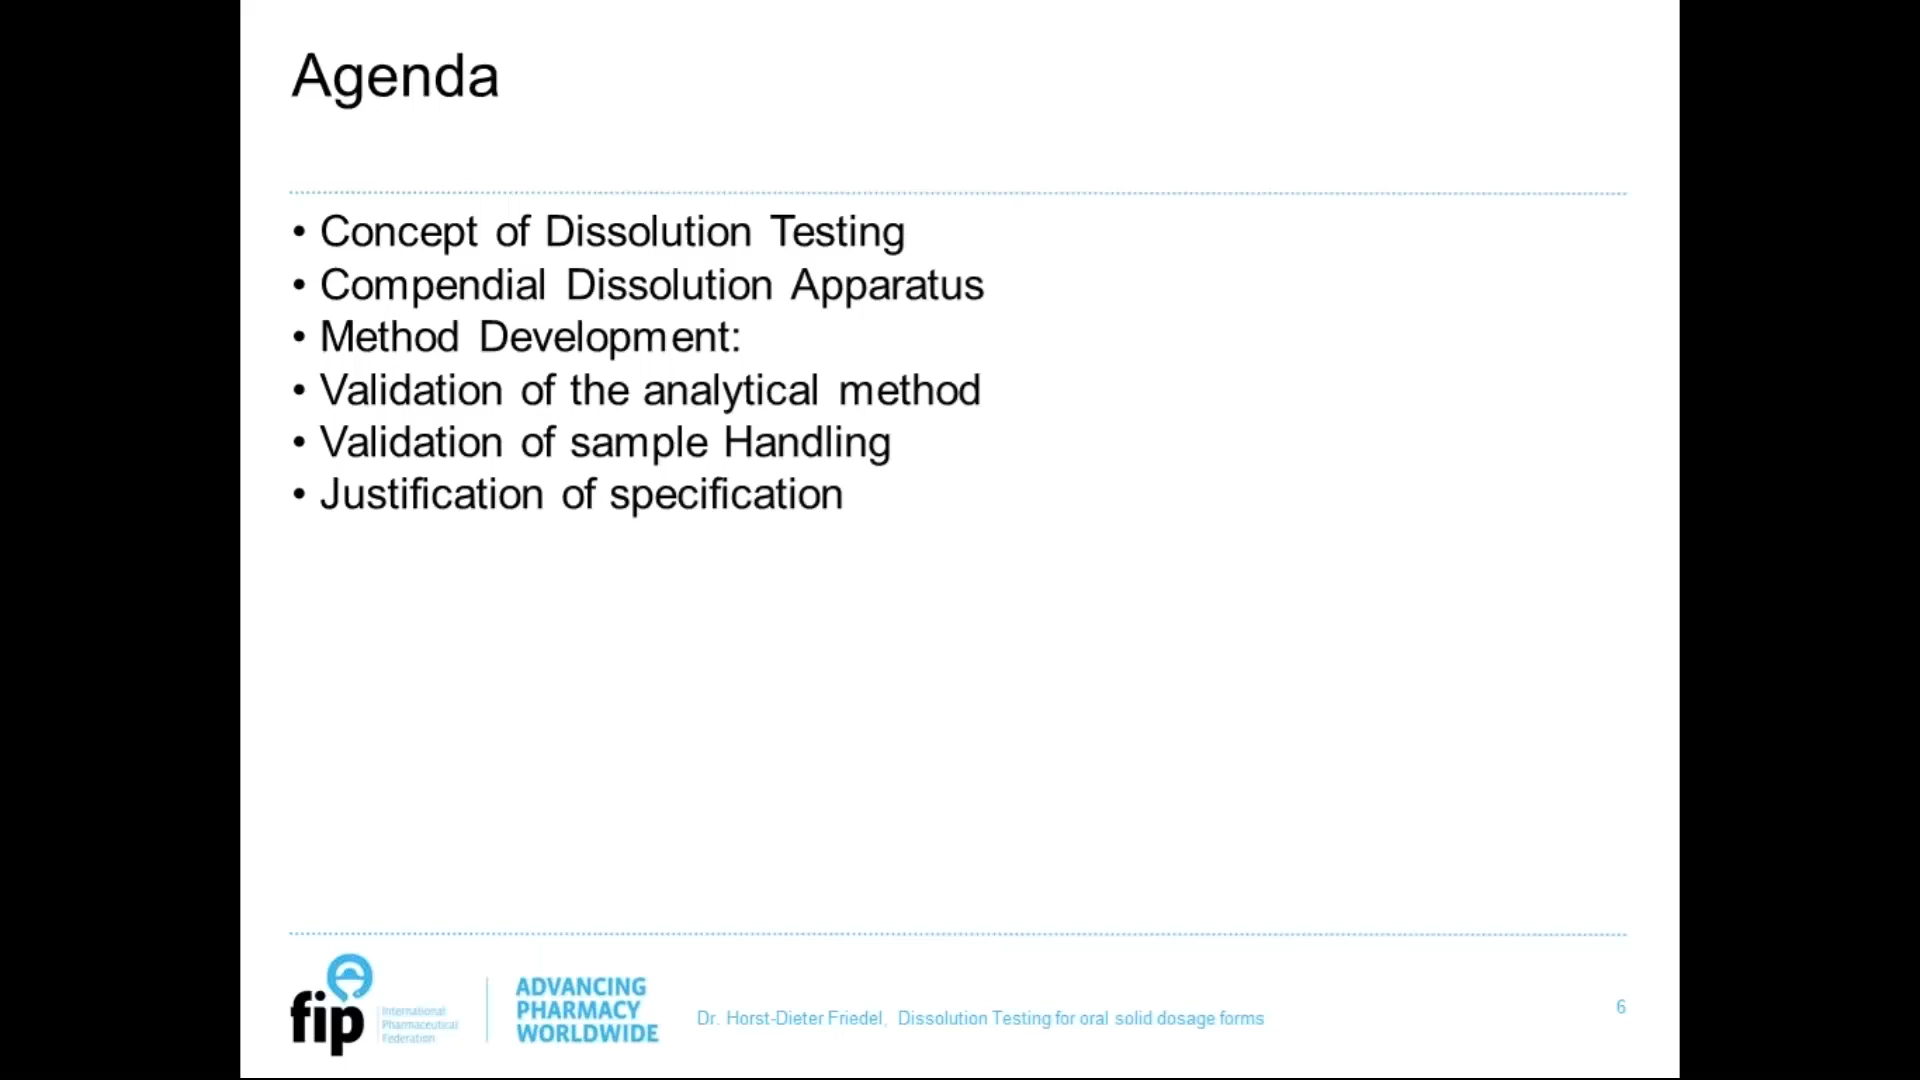 Agenda
• Concept of Dissolution Testing
• Compendial Dissolution Apparatus
• Method Development:
• Validation of the analytical method
• Validation of sample Handling
• Justification of specification
fip
International
Pharmaceutical
Federation
ADVANCING
PHARMACY
WORLDWIDE
Dr. Horst-Dieter Friedel, Dissolution Testing for oral solid dosage forms
6